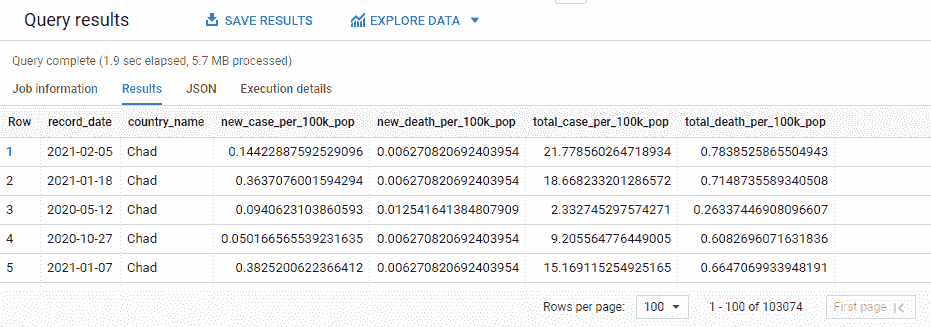 Query results SAVE RESULTS EXPLORE DATA
Query complete (1.9 sec elapsed, 5.7 MB processed)
Job information Results JSON Execution details
Row record_date country_name new_case_per_100k_pop new_death_per_100k_pop total_case_per_100k_pop total_death_per_100k_pop
1 2021-02-05 Chad 0.14422887592529096 0.006270820692403954 21.778560264718934 0.7838525865504943
2 2021-01-18 Chad 0.3637076001594294 0.006270820692403954 18.668233201286572 0.7148735589340508
3 2020-05-12 Chad 0.0940623103860593 0.012541641384807909 2.332745297574271 0.26337446908096607
4 2020-10-27 Chad 0.050166565539231635 0.006270820692403954 9.205564776449005 0.6082696071631836
5 2021-01-07 Chad 0.3825200622366412 0.006270820692403954 15.169115254925165 0.6647069933948191
Rows per page: 100 1 - 100 of 103074 First page